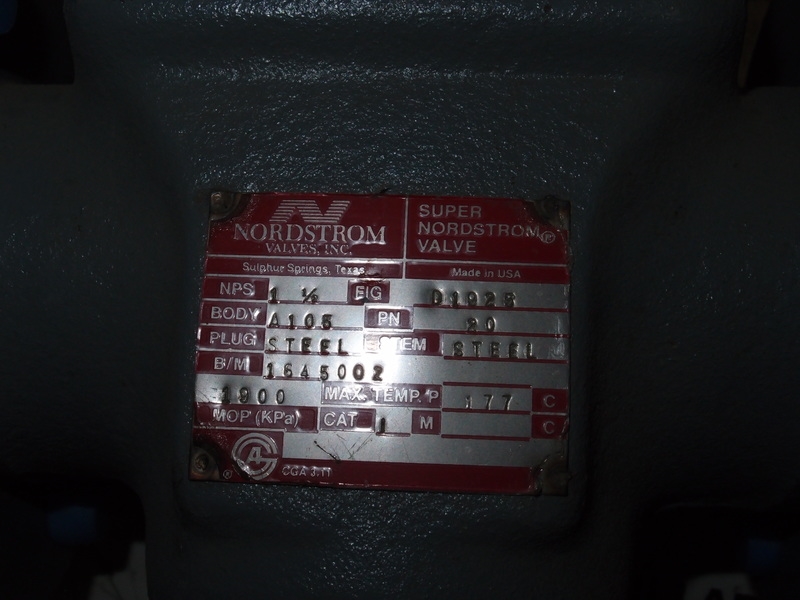 NORDSTROM
VALVES, INC.
SUPER
NORDSTROM®
VALVE
Sulphur Springs, Texas
Made in USA
NPS 1 ½ FIG
BODY A105 PN 20
PLUG STEEL STEM STEEL
B/M 1645002
4900 MAX. TEMP. P 177 C
MOP (KPa) CAT I M C
CGA 3.11